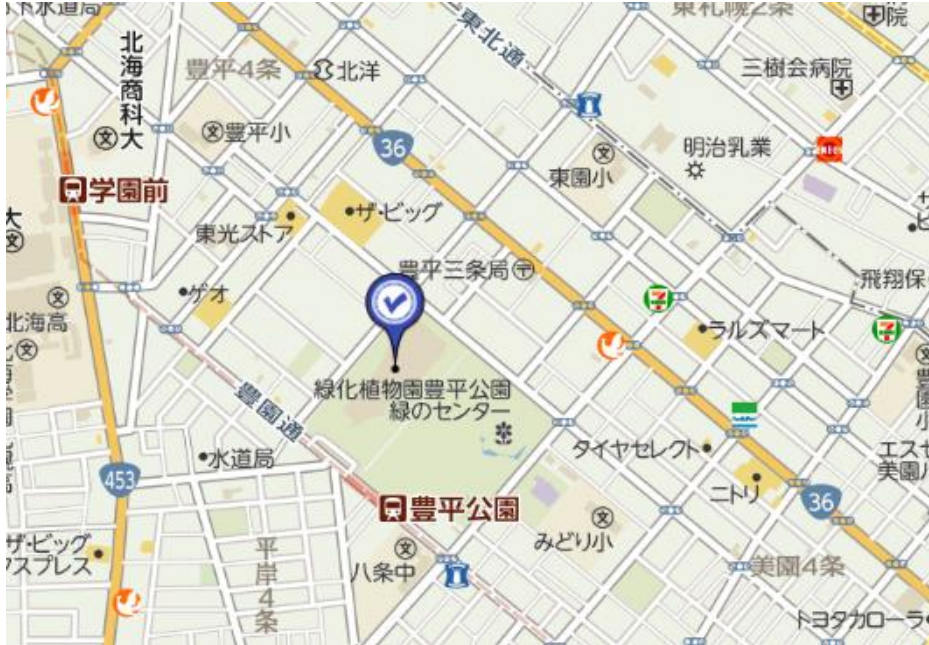 下水道局
東札幌2条
院
北海商科大
豊平4条
北洋
東北通
三樹会病院
豊平小
36
明治乳業
東園小
学園前
大
ザ・ビッグ
東光ストア
豊平三条局
ゲオ
飛翔保
北海高
ラルズマート
緑化植物園豊平公園
緑のセンター
豊園通
タイヤセレクト
水道局
453
ニトリ
エスセ
美園八
36
豊平公園
みどり小
ザ・ビッグ
クスプレス
平岸4条
八条中
美園4条
トヨタカローラ